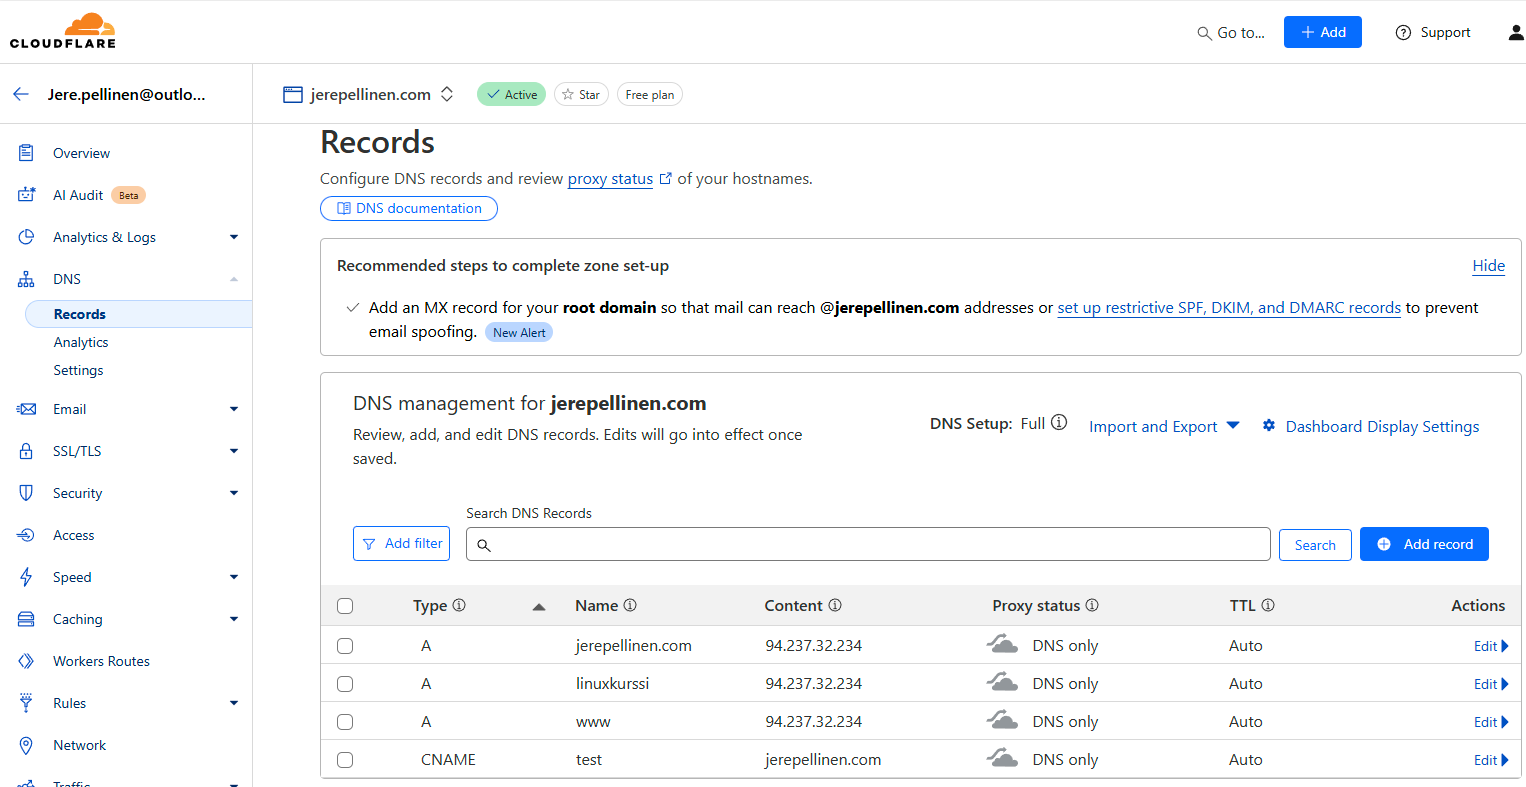 CLOUDFLARE
Go to...
Add
Support
Jere.pellinen@outlo...
jerepellinen.com
Active
Star
Free plan
Overview
AI Audit Beta
Analytics & Logs
DNS
Records
Analytics
Settings
Email
SSL/TLS
Security
Access
Speed
Caching
Workers Routes
Rules
Network
Traffic
Records
Configure DNS records and review proxy status of your hostnames.
DNS documentation
Recommended steps to complete zone set-up
Hide
Add an MX record for your root domain so that mail can reach @jerepellinen.com addresses or set up restrictive SPF, DKIM, and DMARC records to prevent
email spoofing. New Alert
DNS management for jerepellinen.com
Review, add, and edit DNS records. Edits will go into effect once
saved.
DNS Setup: Full
Import and Export
Dashboard Display Settings
Search DNS Records
Add filter
Search
Add record
Type Name Content Proxy status TTL Actions
A jerepellinen.com 94.237.32.234 DNS only Auto Edit
A linuxkurssi 94.237.32.234 DNS only Auto Edit
A www 94.237.32.234 DNS only Auto Edit
CNAME test jerepellinen.com DNS only Auto Edit